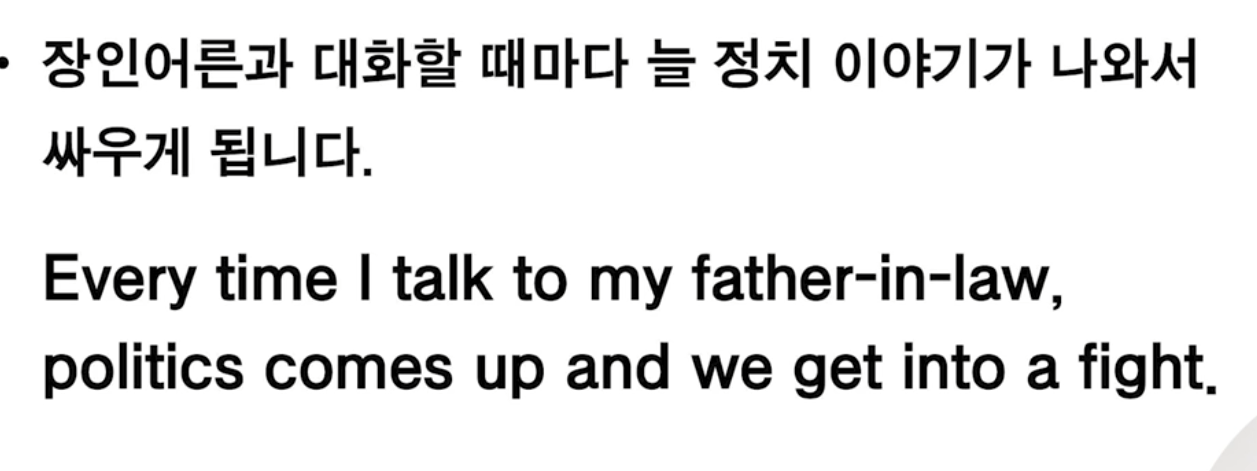 • 장인어른과 대화할 때마다 늘 정치 이야기가 나와서
싸우게 됩니다.
Every time I talk to my father-in-law,
politics comes up and we get into a fight.